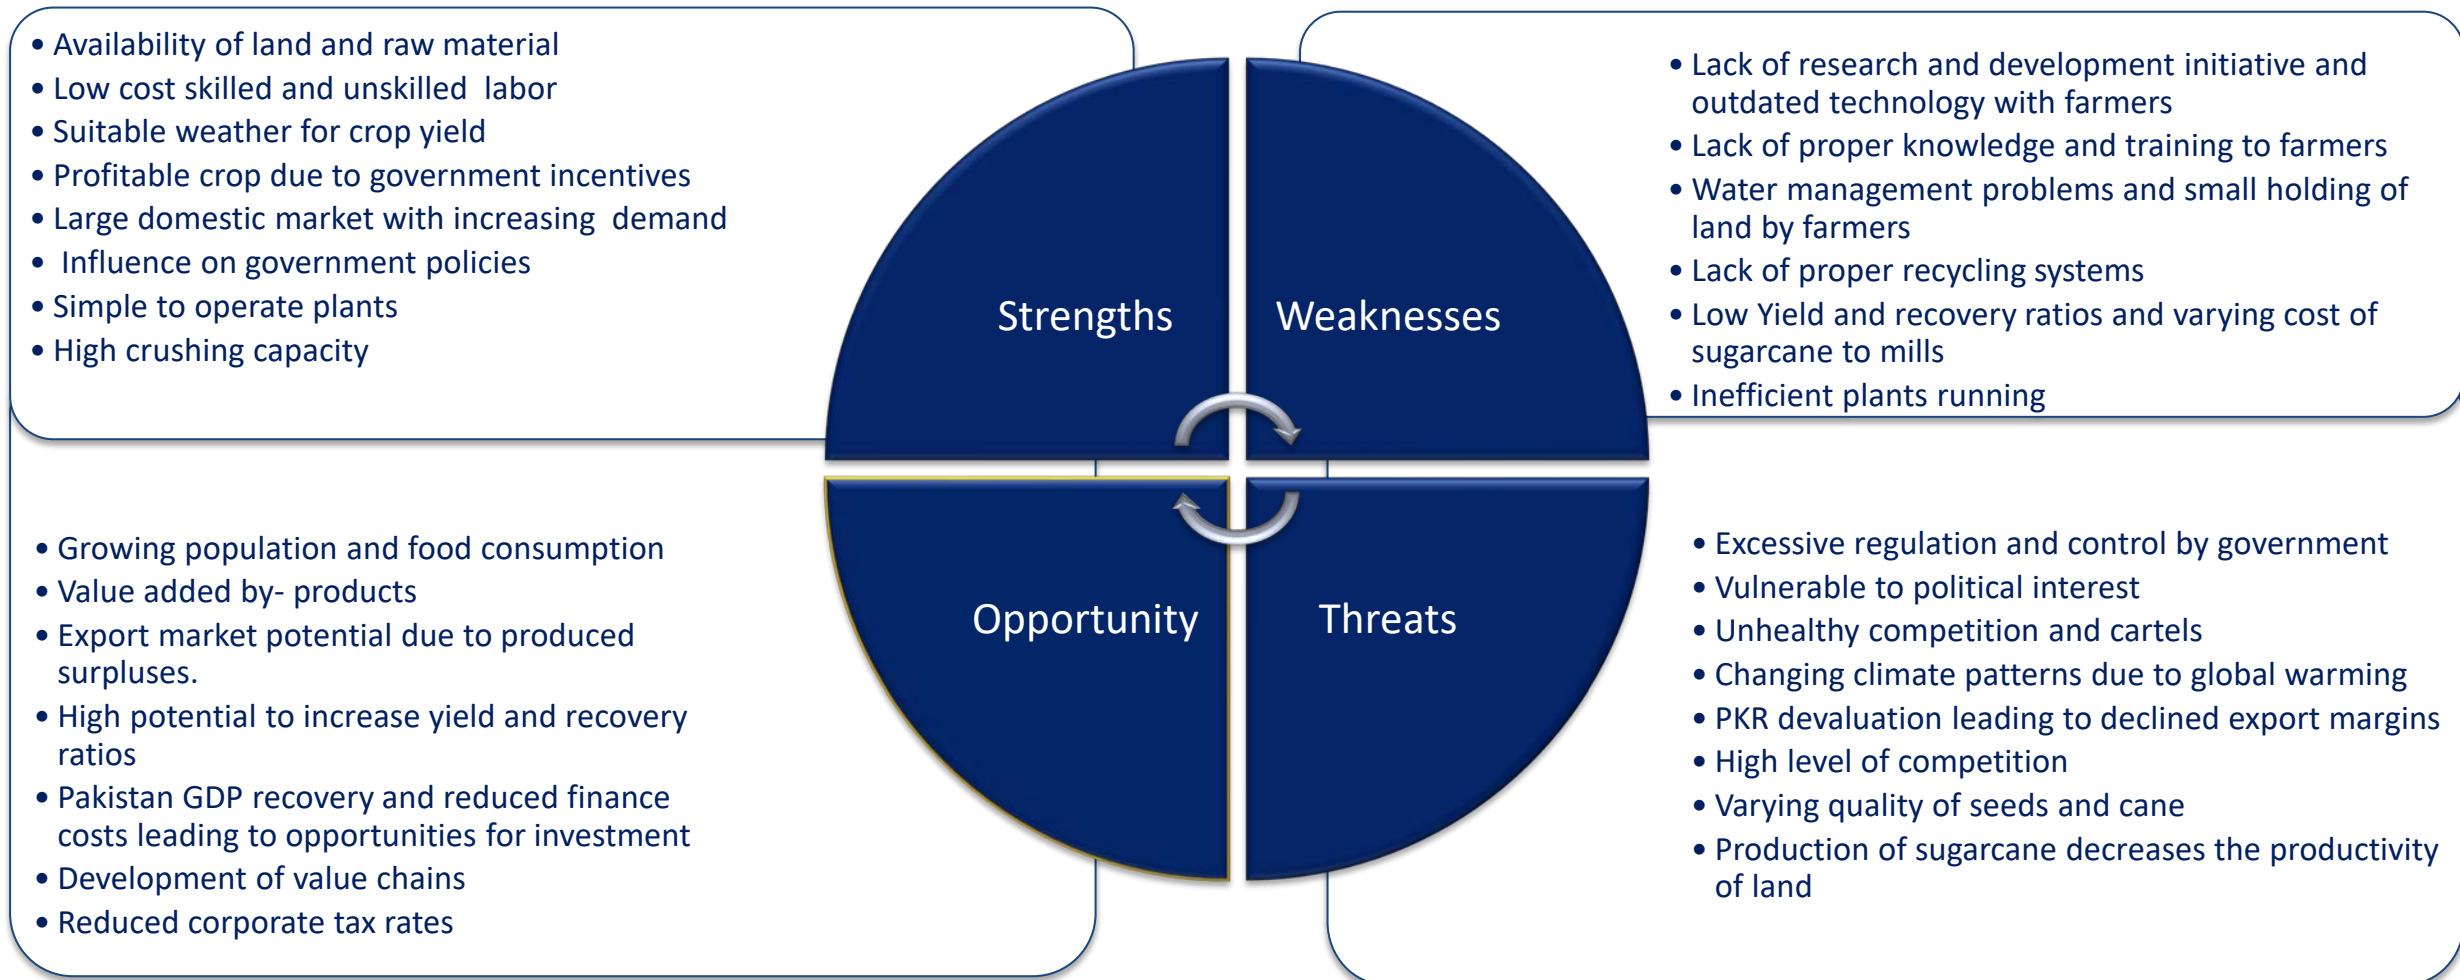 • Availability of land and raw material
• Low cost skilled and unskilled  labor
• Suitable weather for crop yield
• Profitable crop due to government incentives
• Large domestic market with increasing  demand
•  Influence on government policies
• Simple to operate plants
• High crushing capacity
Strengths
Weaknesses
• Lack of research and development initiative and
outdated technology with farmers
• Lack of proper knowledge and training to farmers
• Water management problems and small holding of
land by farmers
• Lack of proper recycling systems
• Low Yield and recovery ratios and varying cost of
sugarcane to mills
• Inefficient plants running
• Growing population and food consumption
• Value added by- products
• Export market potential due to produced
surpluses.
• High potential to increase yield and recovery
ratios
• Pakistan GDP recovery and reduced finance
costs leading to opportunities for investment
• Development of value chains
• Reduced corporate tax rates
Opportunity
Threats
• Excessive regulation and control by government
• Vulnerable to political interest
• Unhealthy competition and cartels
• Changing climate patterns due to global warming
• PKR devaluation leading to declined export margins
• High level of competition
• Varying quality of seeds and cane
• Production of sugarcane decreases the productivity
of land